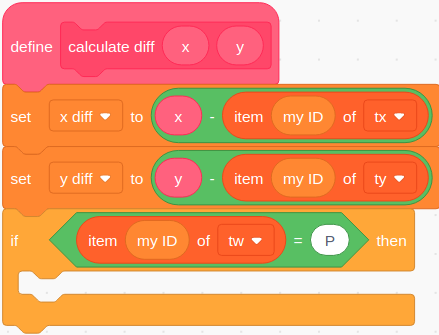 define calculate diff x y
set x diff to x - item my ID of tx
set y diff to y - item my ID of ty
if item my ID of tw = P then